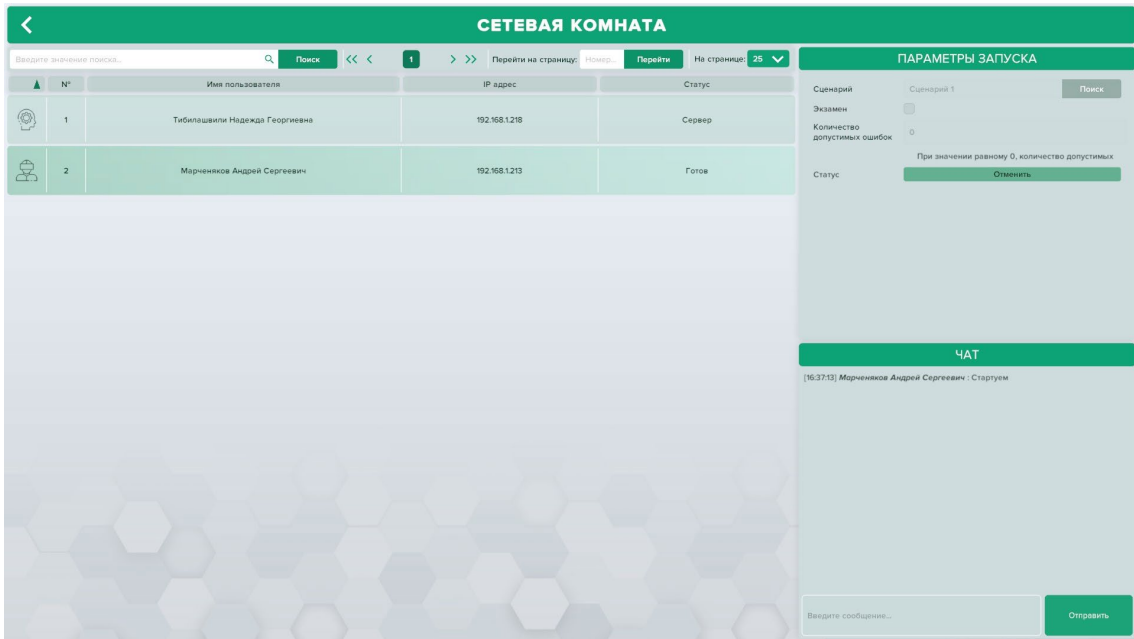 СЕТЕВАЯ КОМНАТА
Введите значение поиска... Поиск << < 1 > >> Перейти на страницу: Номер... Перейти На странице: 25
N° Имя пользователя IP адрес Статус
1 Тибилашвили Надежда Георгиевна 192.168.1.218 Сервер
2 Марченяков Андрей Сергеевич 192.168.1.213 Готов
ПАРАМЕТРЫ ЗАПУСКА
Сценарий Сценарий 1 Поиск
Экзамен
Количество
допустимых ошибок 0
При значении равному 0, количество допустимых
Статус Отменить
ЧАТ
[16:37:13] Марченяков Андрей Сергеевич : Стартуем
Введите сообщение... Отправить